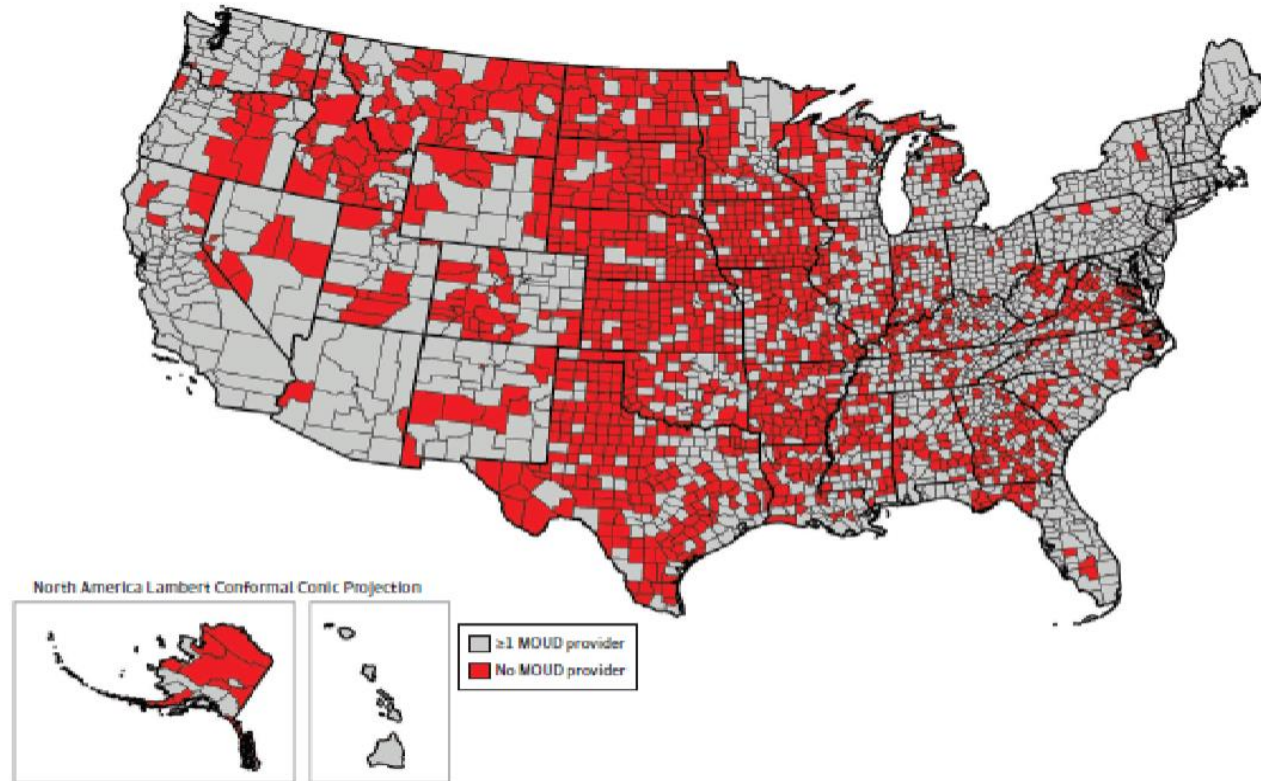 North America Lambert Conformal Conic Projection
≥1 MOUD provider
No MOUD provider